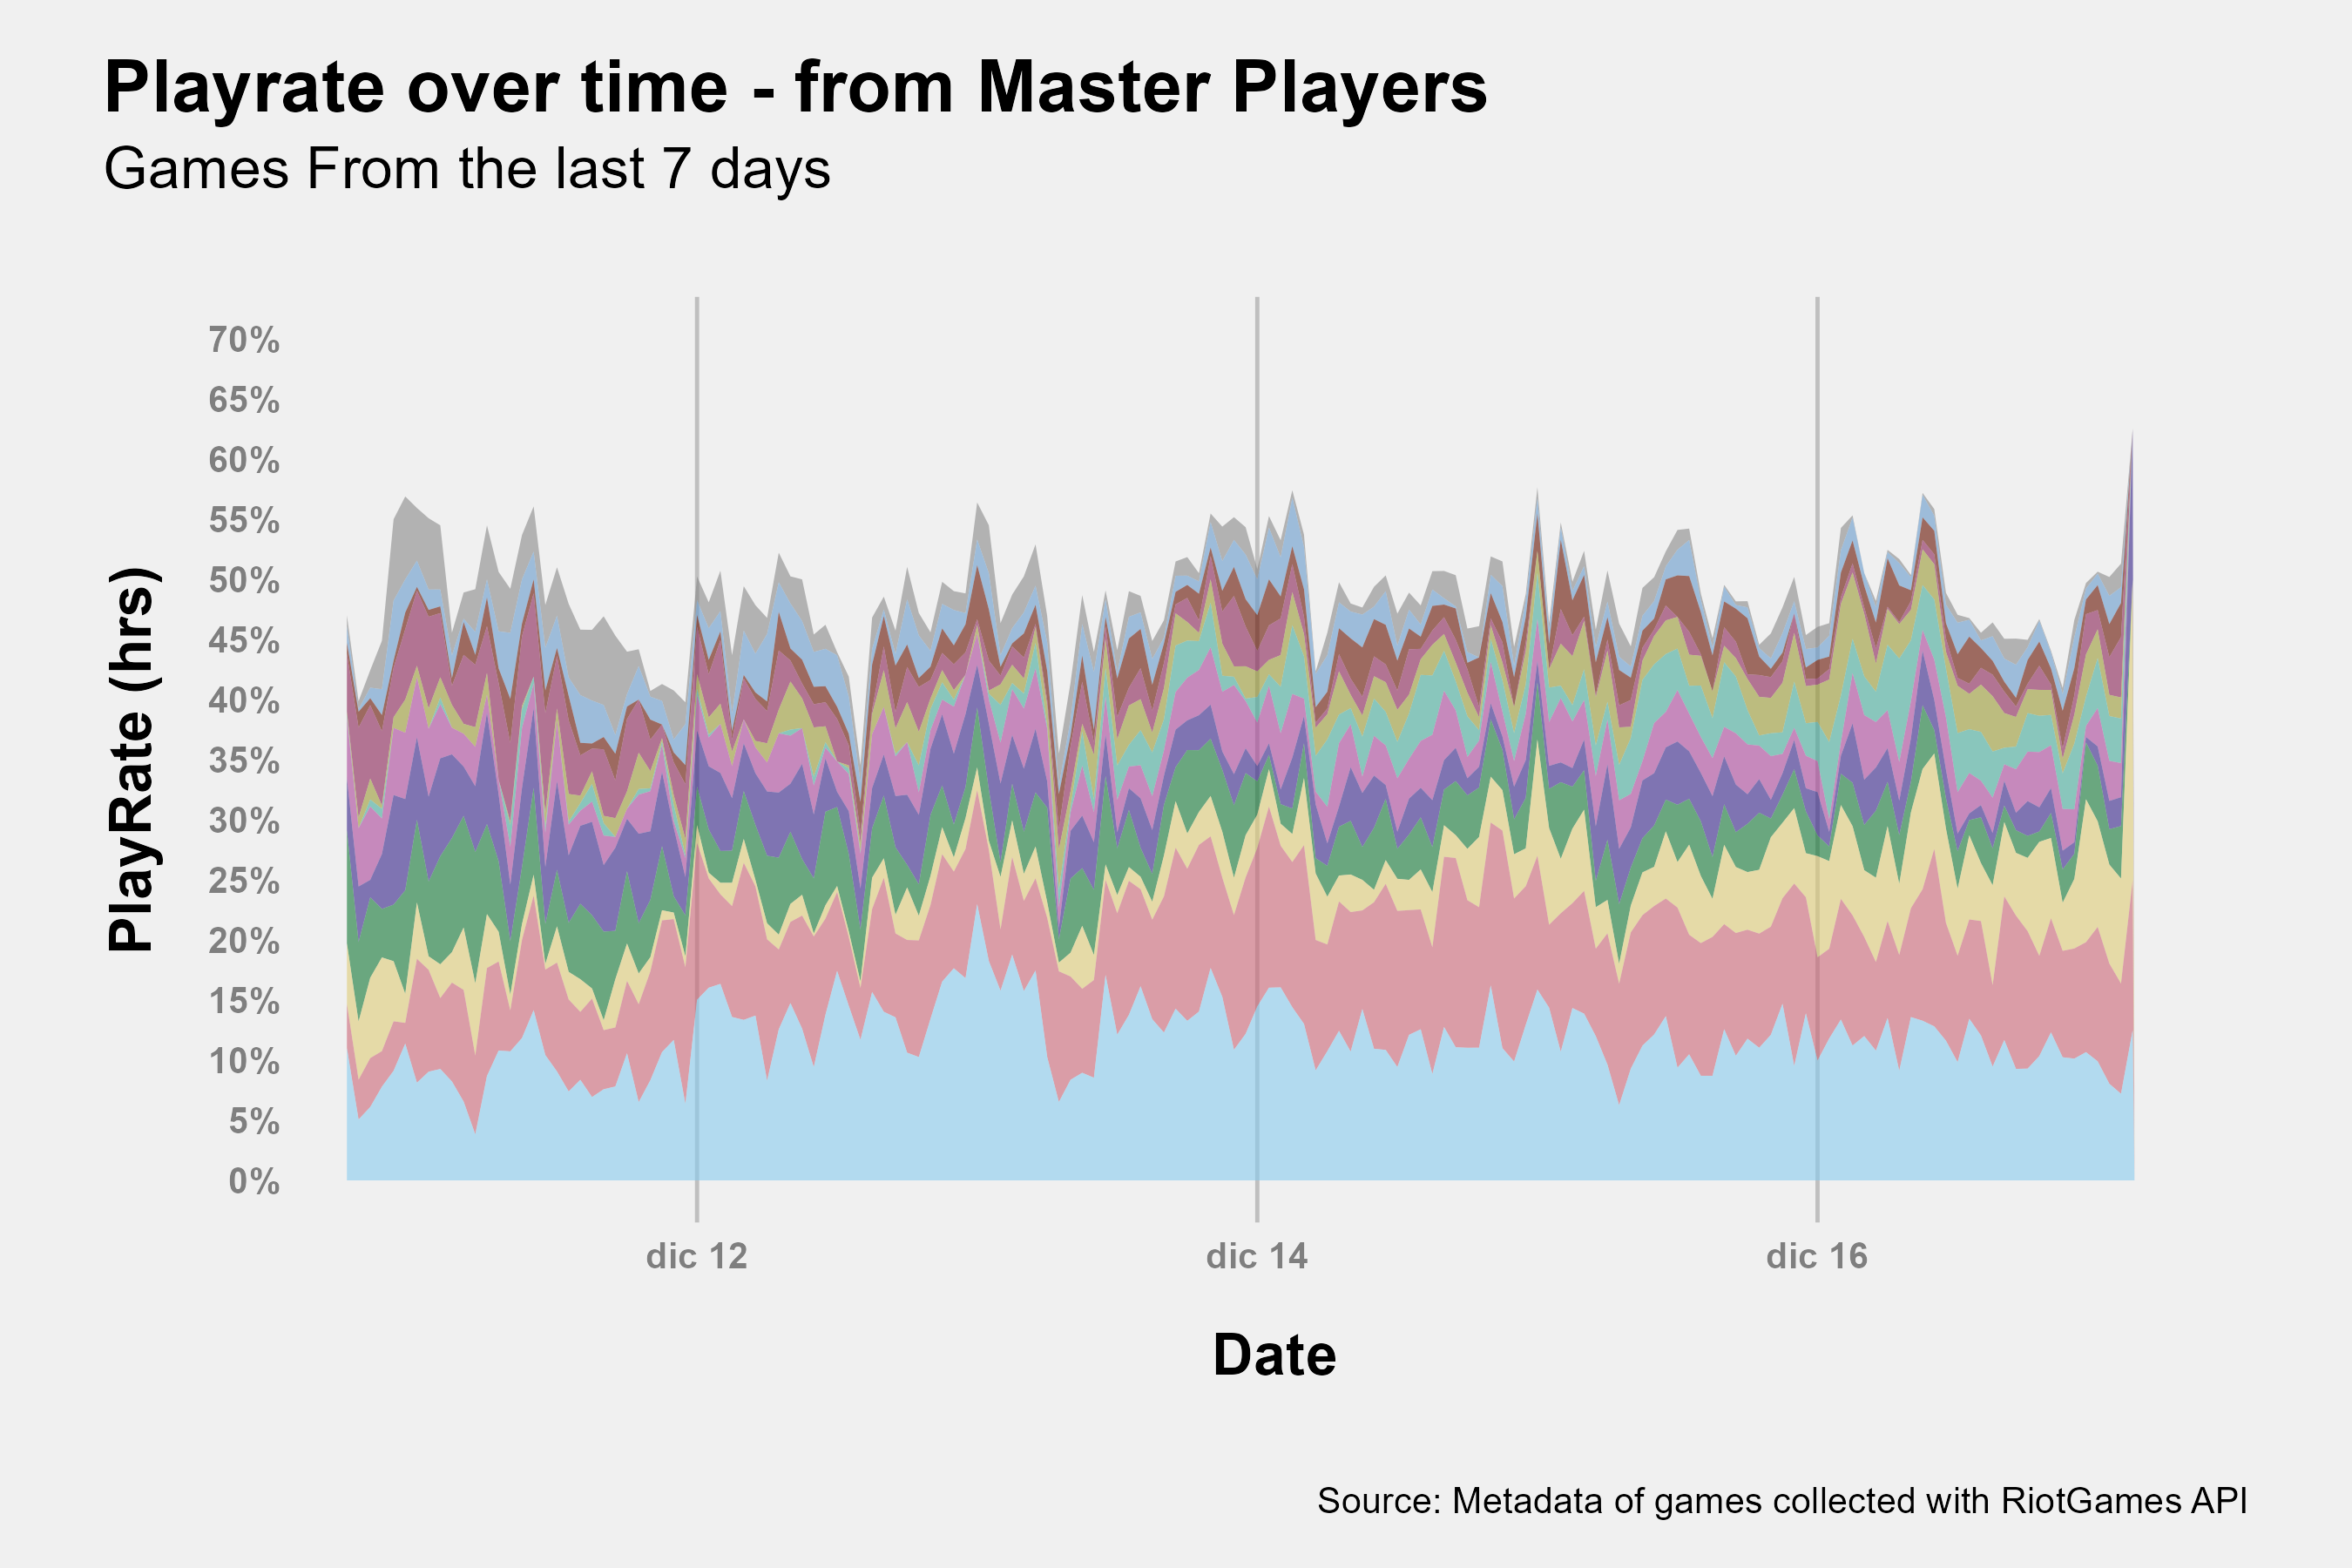 Playrate over time - from Master Players
Games From the last 7 days
PlayRate (hrs)
70%
65%
60%
55%
50%
45%
40%
35%
30%
25%
20%
15%
10%
5%
0%
dic 12
dic 14
dic 16
Date
Source: Metadata of games collected with RiotGames API